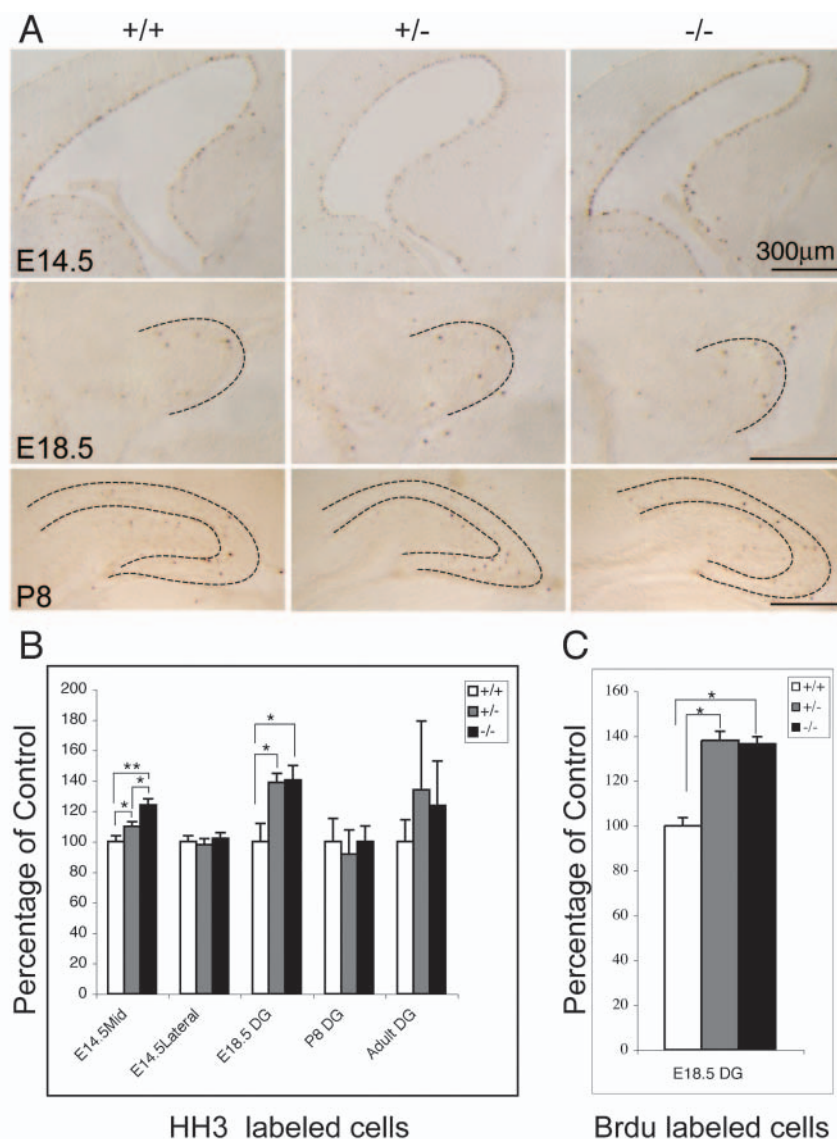 A
+/+ +/- -/-
E14.5
300µm
E18.5
P8
B
Percentage of Control
200
180
160
140
120
100
80
60
40
20
0
+/+
+/-
-/-
**
*
*
*
*
E14.5Mid
E14.5Lateral
E18.5 DG
P8 DG
Adult DG
HH3 labeled cells
C
Percentage of Control
160
140
120
100
80
60
40
20
0
+/+
+/-
-/-
*
*
E18.5 DG
Brdu labeled cells